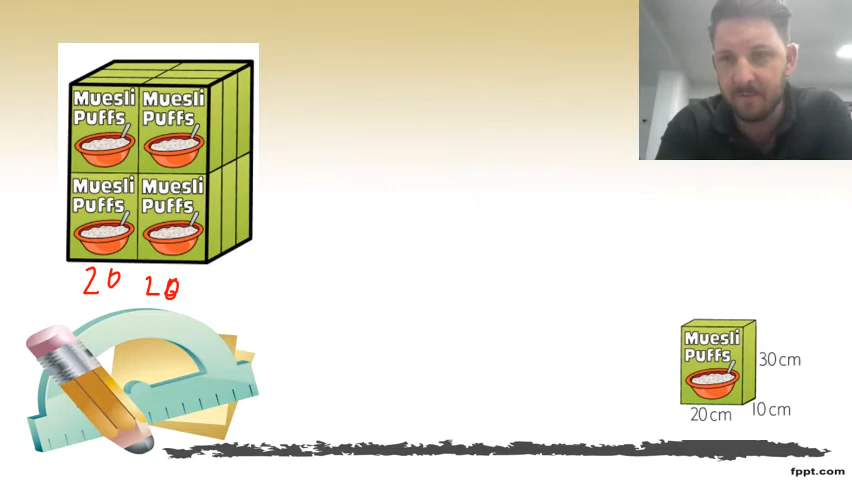 Muesli Muesli
Puffs Puffs
Muesli Muesli
Puffs Puffs
20 20
Muesli
Puffs
30 cm
20 cm 10 cm
fppt.com